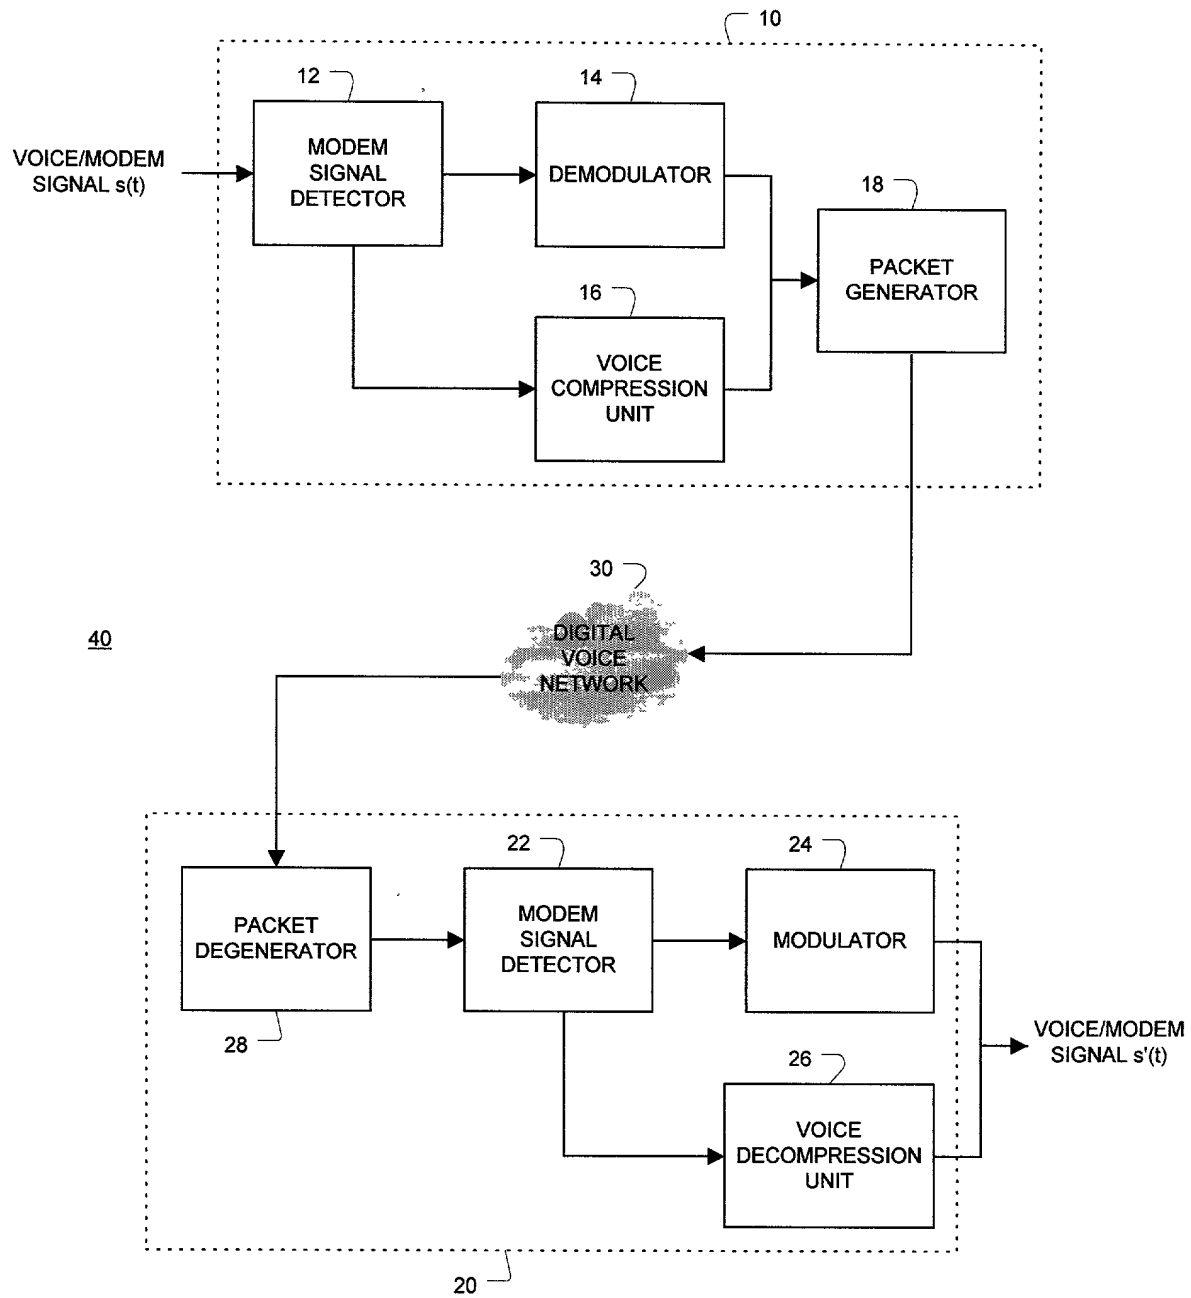 10
12
14
VOICE/MODEM
SIGNAL s(t)
MODEM
SIGNAL
DETECTOR
DEMODULATOR
18
PACKET
GENERATOR
16
VOICE
COMPRESSION
UNIT
30
DIGITAL
VOICE
NETWORK
40
22
24
PACKET
DEGENERATOR
MODEM
SIGNAL
DETECTOR
MODULATOR
28
26
VOICE/MODEM
SIGNAL s'(t)
VOICE
DECOMPRESSION
UNIT
20